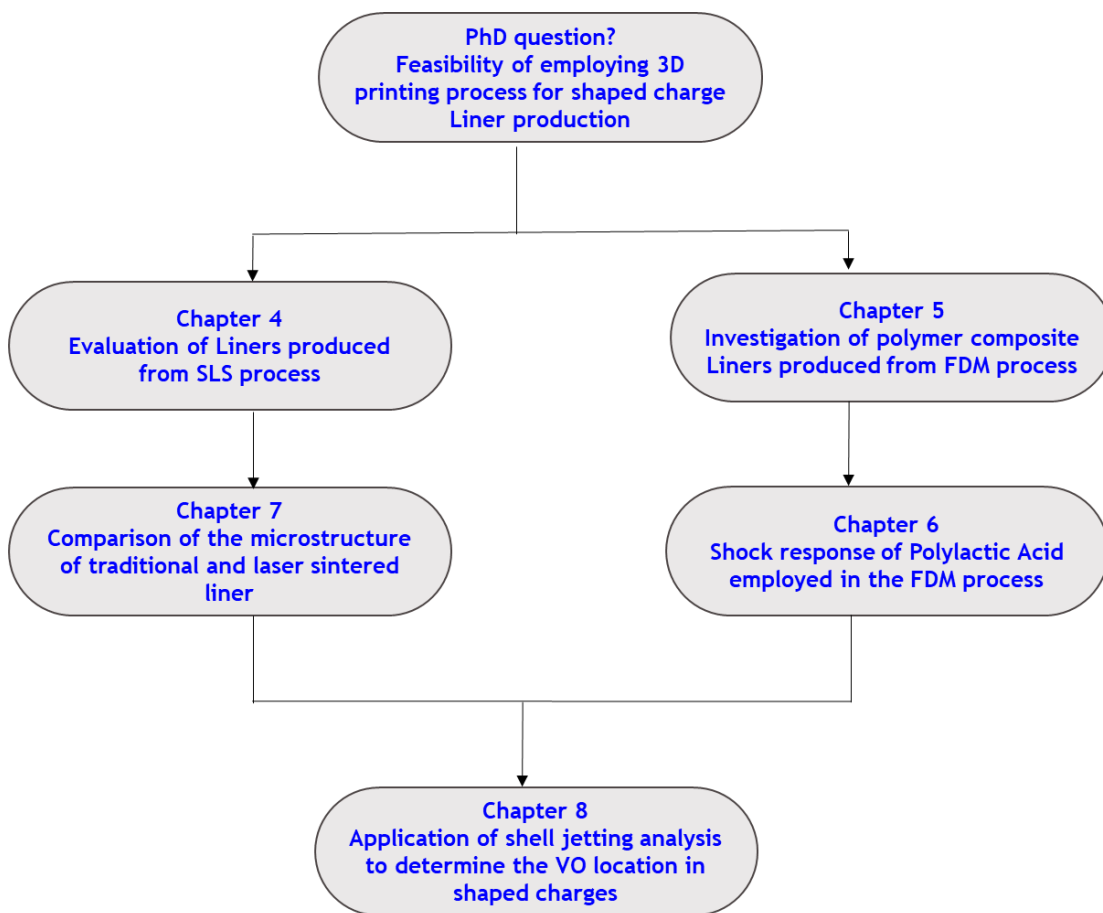 PhD question?
Feasibility of employing 3D
printing process for shaped charge
Liner production
Chapter 4
Evaluation of Liners produced
from SLS process
Chapter 5
Investigation of polymer composite
Liners produced from FDM process
Chapter 7
Comparison of the microstructure
of traditional and laser sintered
liner
Chapter 6
Shock response of Polylactic Acid
employed in the FDM process
Chapter 8
Application of shell jetting analysis
to determine the VO location in
shaped charges